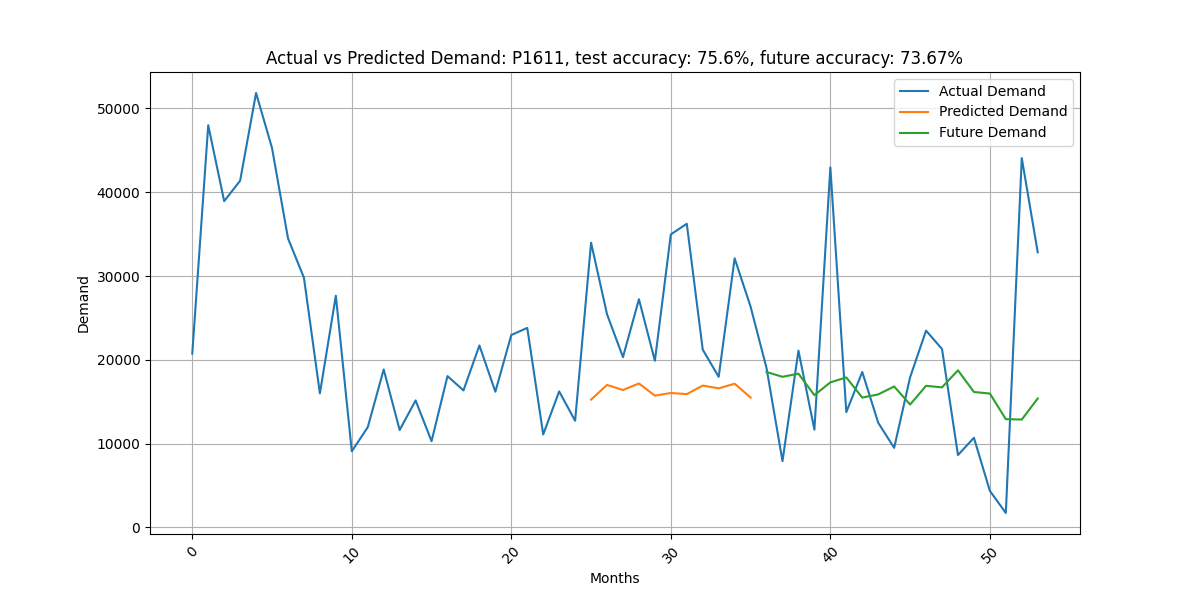 Actual vs Predicted Demand: P1611, test accuracy: 75.6%, future accuracy: 73.67%
Actual Demand
Predicted Demand
Future Demand
Demand
50000
40000
30000
20000
10000
0
0
10
20
30
40
50
Months